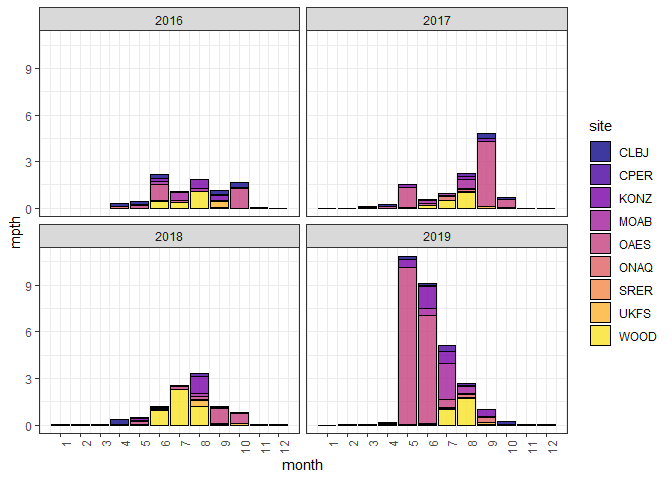 2016
2017
9
6
3
0
2018
2019
9
6
3
0
mpth
1 2 3 4 5 6 7 8 9 10 11 12
1 2 3 4 5 6 7 8 9 10 11 12
month
site
CLBJ
CPER
KONZ
MOAB
OAES
ONAQ
SRER
UKFS
WOOD